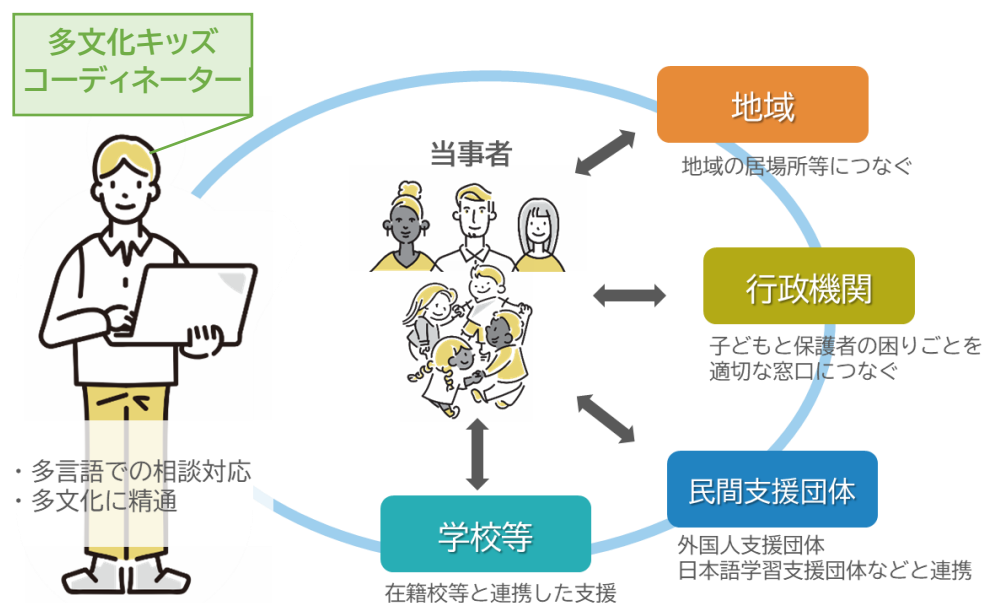 多文化キッズ
コーディネーター
・多言語での相談対応
・多文化に精通
当事者
地域
地域の居場所等につなぐ
行政機関
子どもと保護者の困りごとを
適切な窓口につなぐ
民間支援団体
外国人支援団体
日本語学習支援団体などと連携
学校等
在籍校等と連携した支援